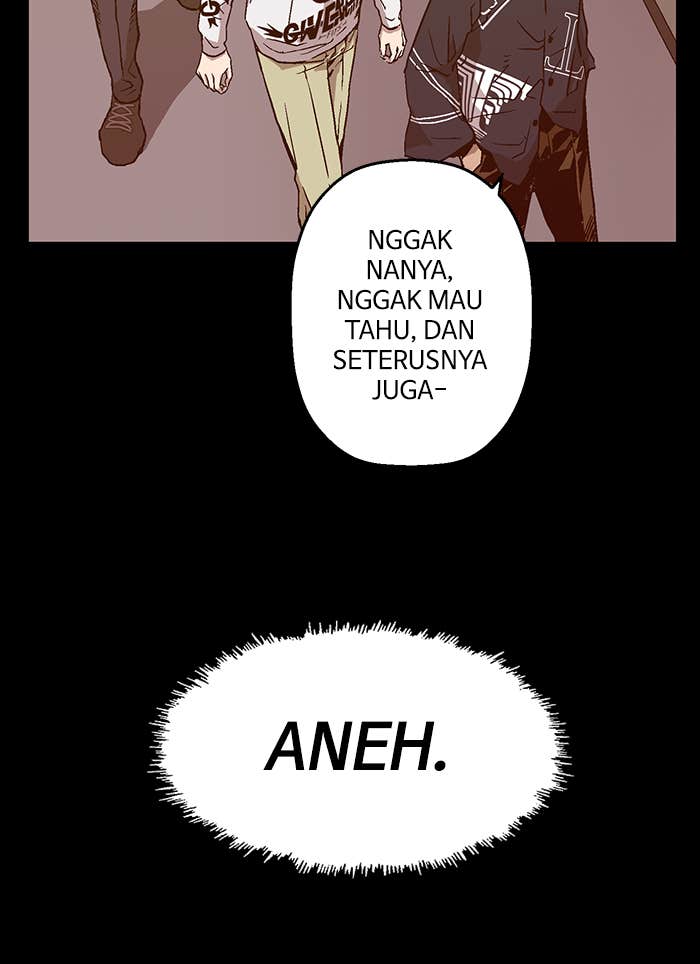 NGGAK
NANYA,
NGGAK MAU
TAHU, DAN
SETERUSNYA
JUGA-
ANEH.